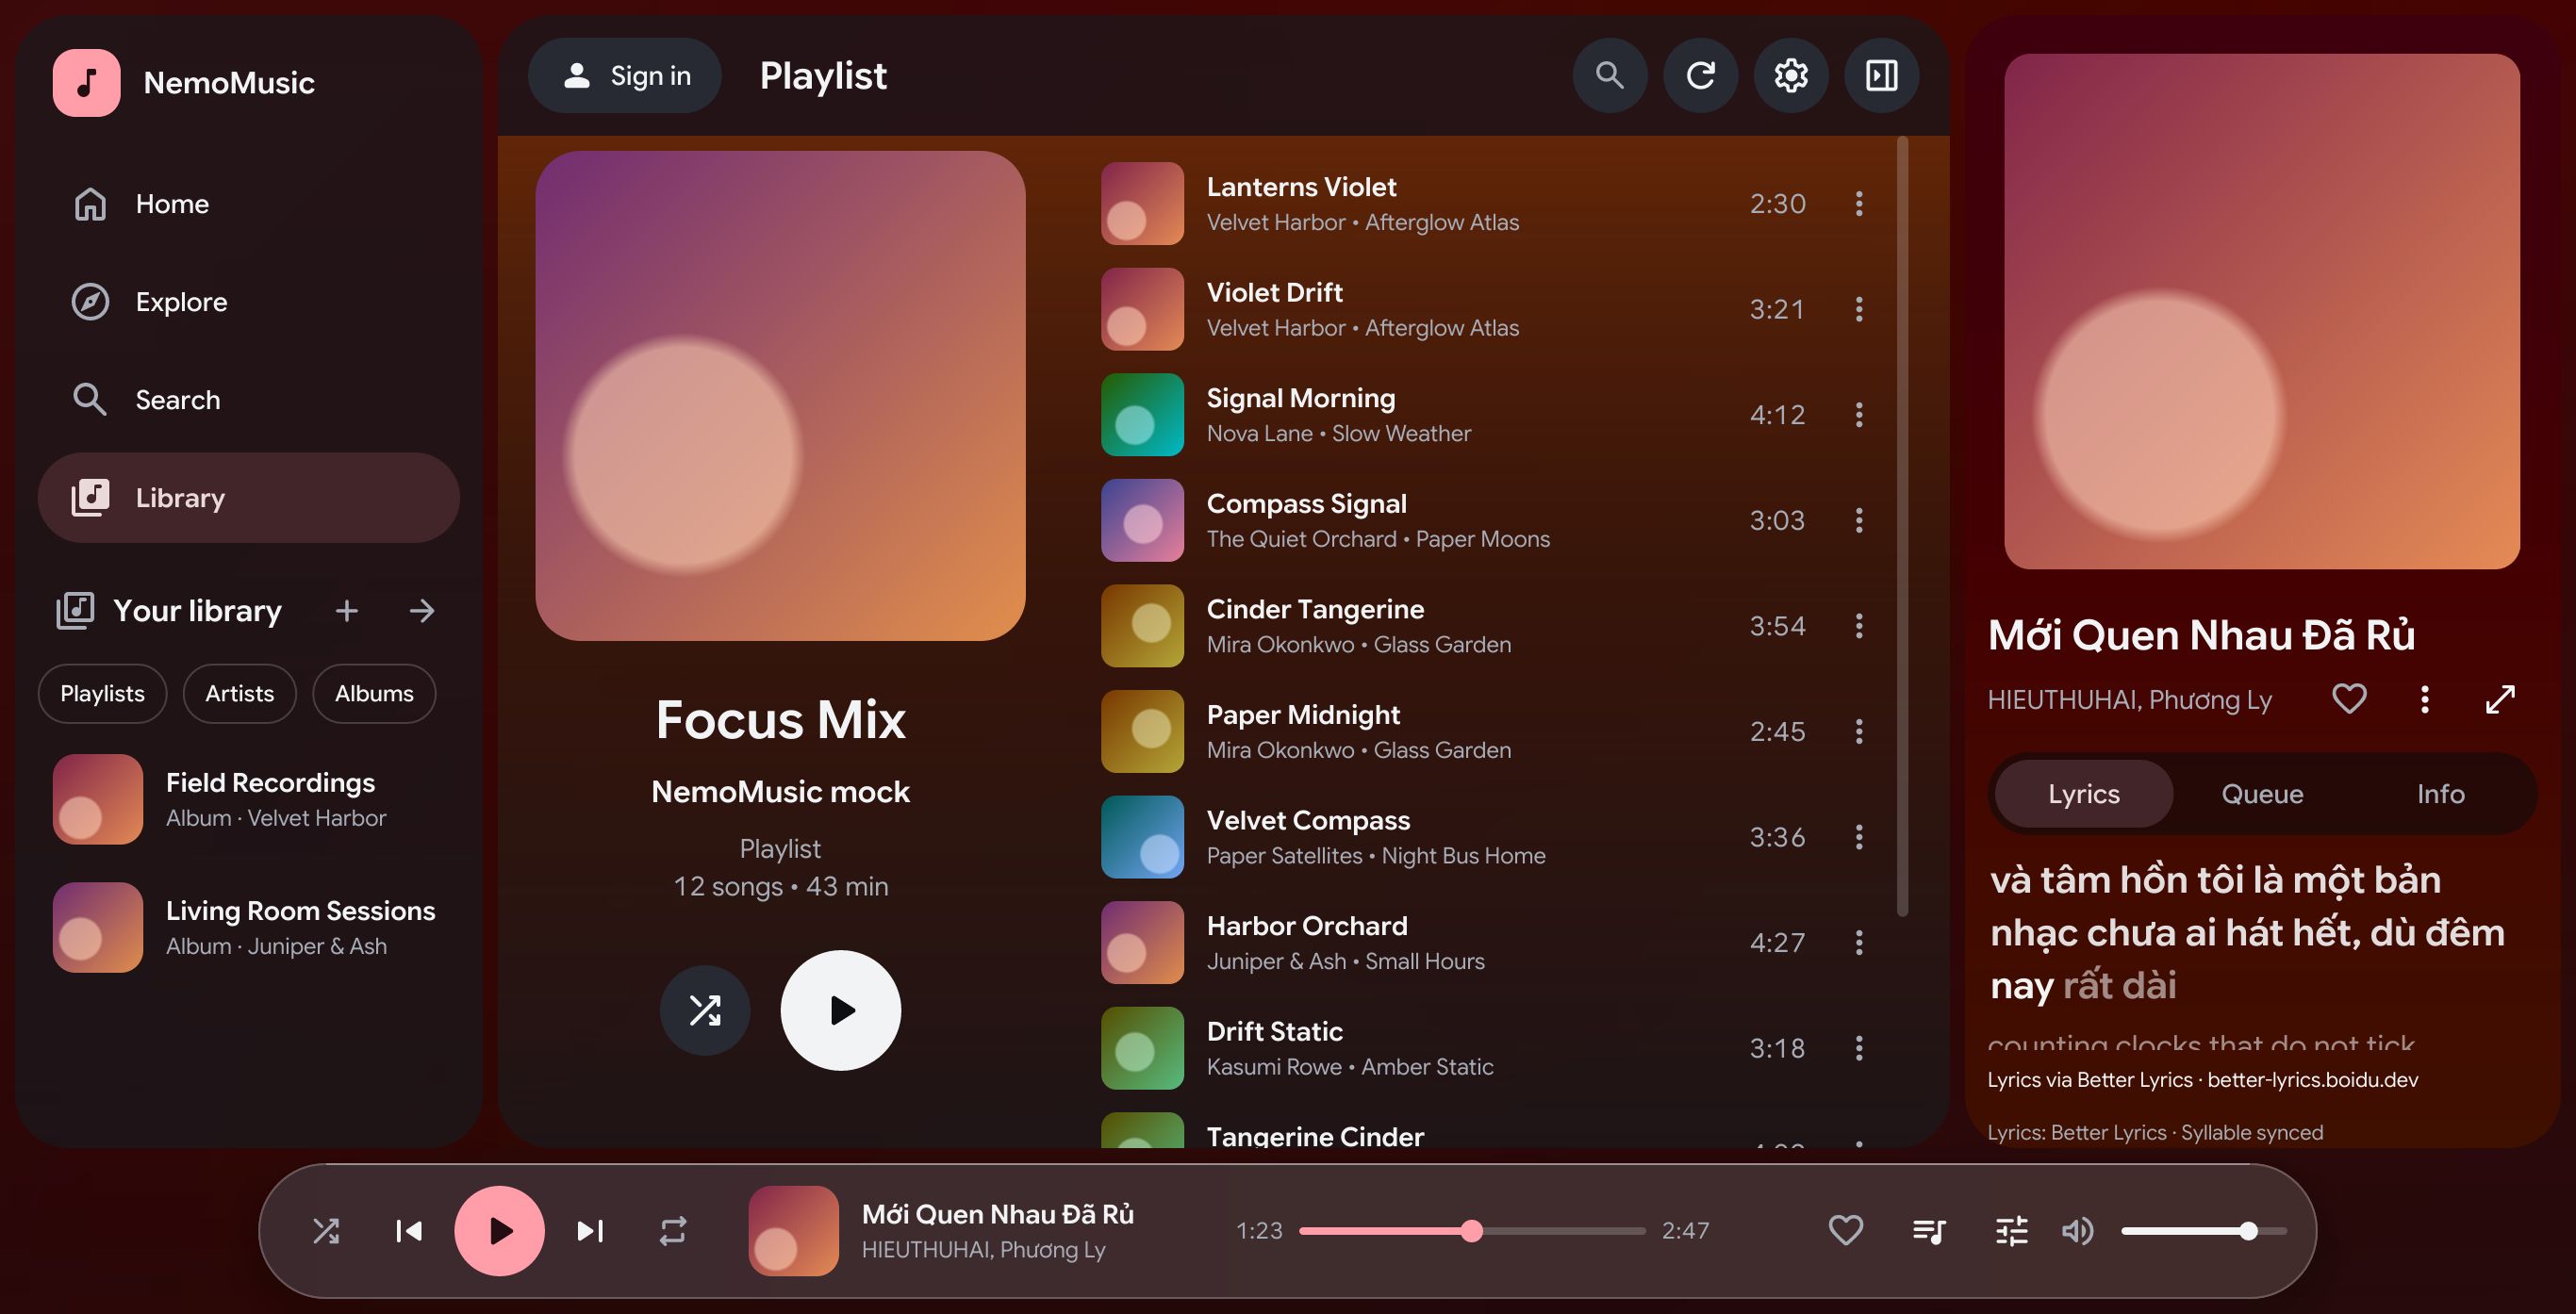 NemoMusic
Home
Explore
Search
Library
Your library
Playlists
Artists
Albums
Field Recordings
Album · Velvet Harbor
Living Room Sessions
Album · Juniper & Ash
Sign in
Playlist
Focus Mix
NemoMusic mock
Playlist
12 songs • 43 min
Lanterns Violet
Velvet Harbor • Afterglow Atlas
2:30
Violet Drift
Velvet Harbor • Afterglow Atlas
3:21
Signal Morning
Nova Lane • Slow Weather
4:12
Compass Signal
The Quiet Orchard • Paper Moons
3:03
Cinder Tangerine
Mira Okonkwo • Glass Garden
3:54
Paper Midnight
Mira Okonkwo • Glass Garden
2:45
Velvet Compass
Paper Satellites • Night Bus Home
3:36
Harbor Orchard
Juniper & Ash • Small Hours
4:27
Drift Static
Kasumi Rowe • Amber Static
3:18
Tangerine Cinder
Mới Quen Nhau Đã Rủ
HIEUTHUHAI, Phương Ly
Lyrics
Queue
Info
và tâm hồn tôi là một bản
nhạc chưa ai hát hết, dù đêm
nay rất dài
counting clocks that do not tick
Lyrics via Better Lyrics · better-lyrics.boidu.dev
Lyrics: Better Lyrics · Syllable synced
Mới Quen Nhau Đã Rủ
HIEUTHUHAI, Phương Ly
1:23
2:47